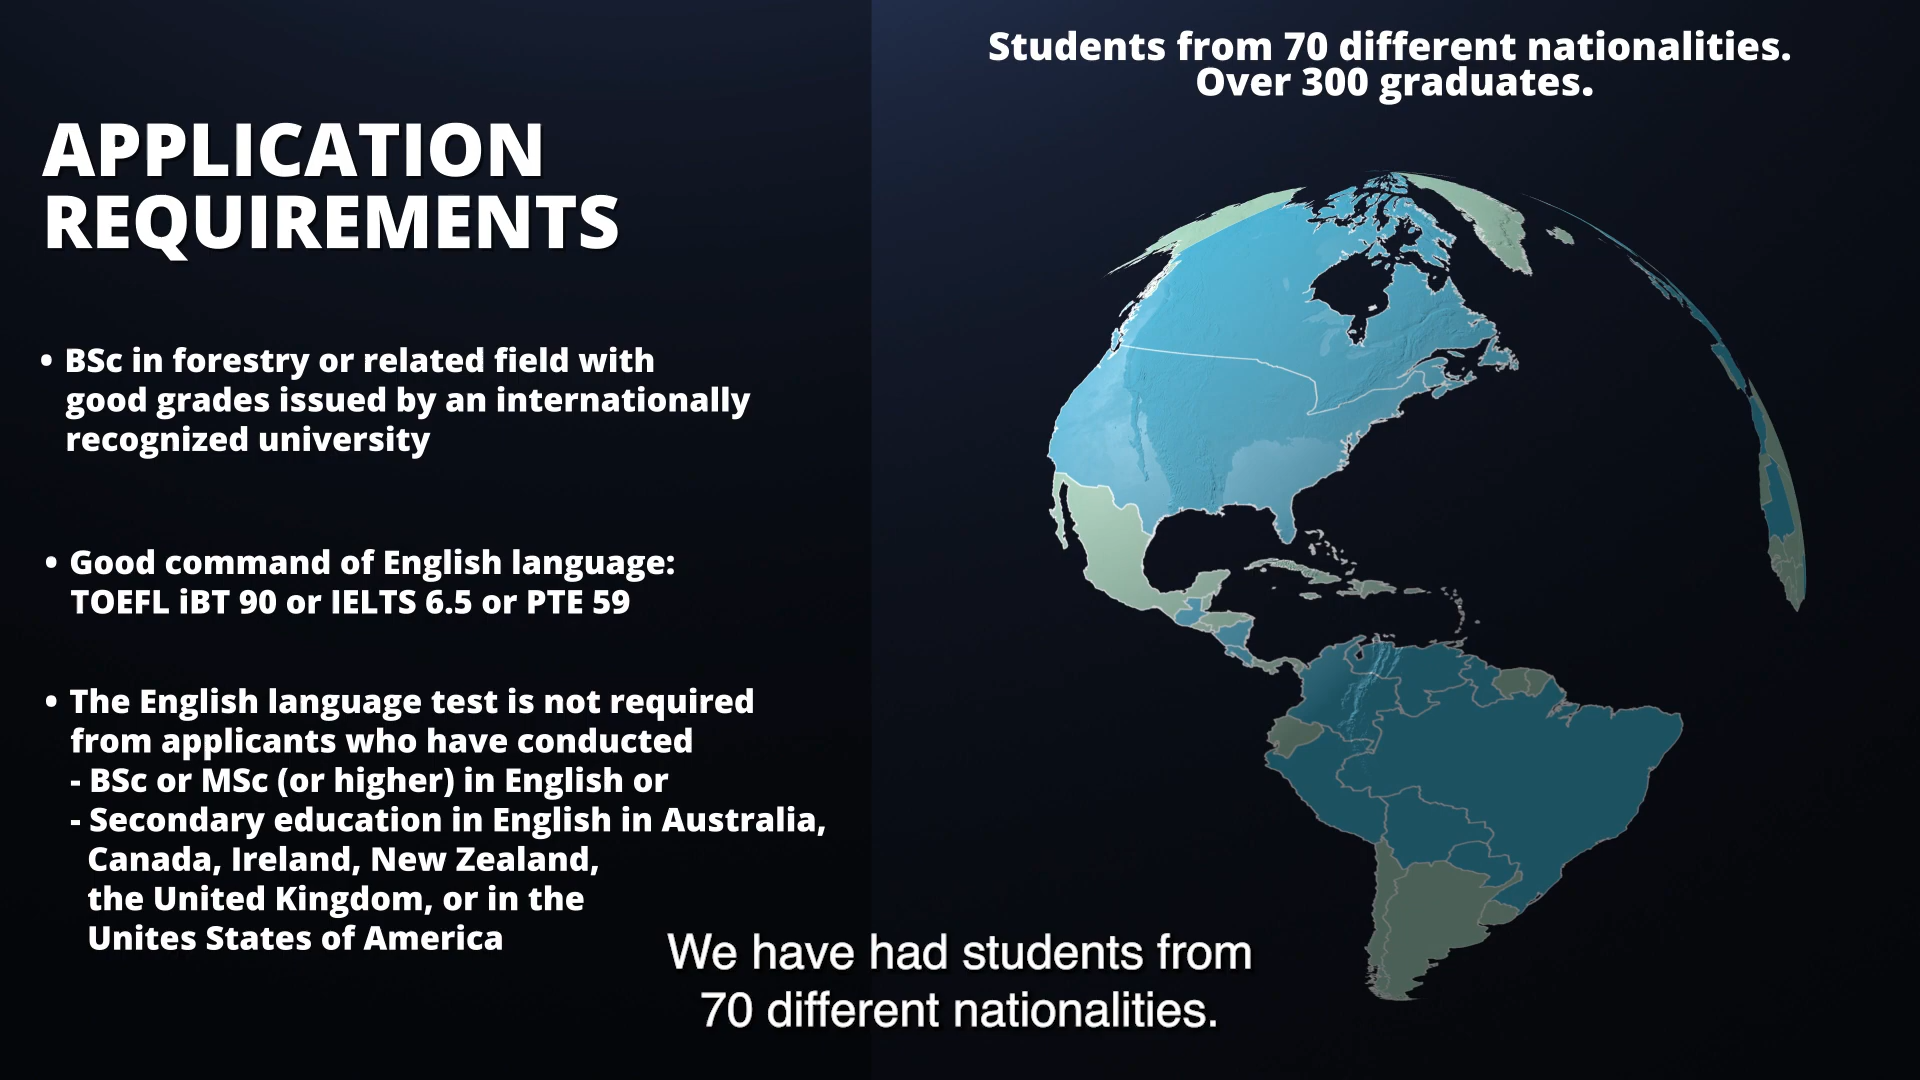 Students from 70 different nationalities.
Over 300 graduates.
APPLICATION
REQUIREMENTS
• BSc in forestry or related field with
good grades issued by an internationally
recognized university
• Good command of English language:
TOEFL iBT 90 or IELTS 6.5 or PTE 59
• The English language test is not required
from applicants who have conducted
- BSc or MSc (or higher) in English or
- Secondary education in English in Australia,
Canada, Ireland, New Zealand,
the United Kingdom, or in the
Unites States of America
We have had students from
70 different nationalities.